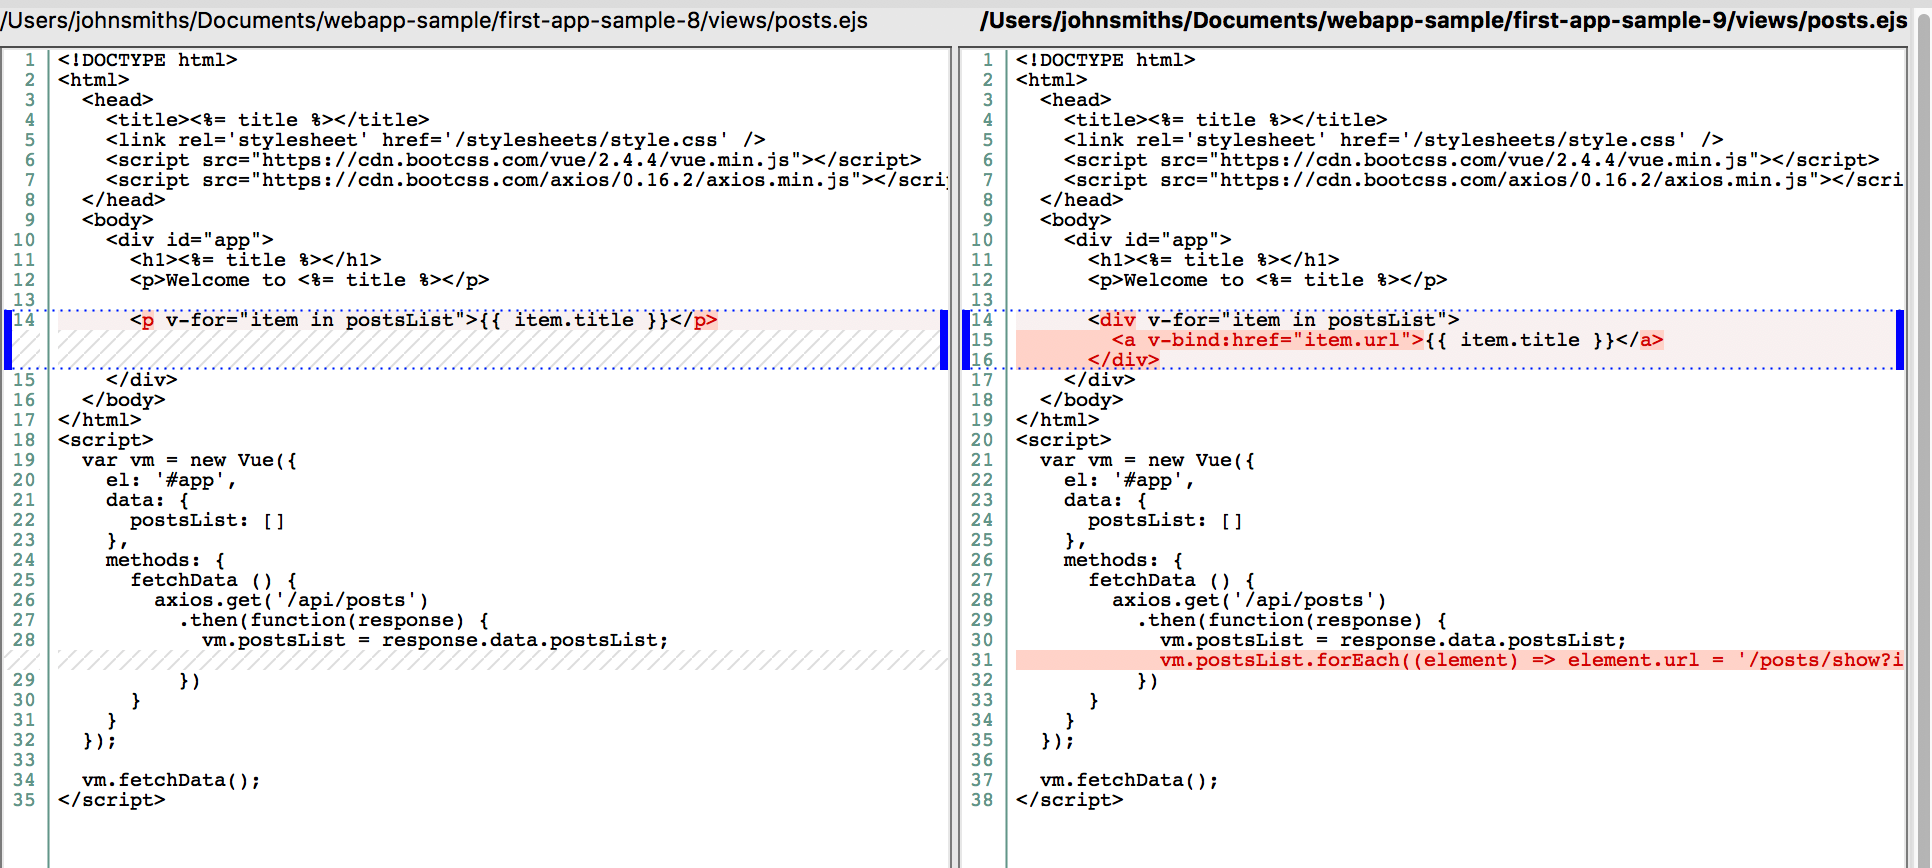 /Users/johnsmiths/Documents/webapp-sample/first-app-sample-8/views/posts.ejs
1 <!DOCTYPE html>
2 <html>
3   <head>
4     <title><%= title %></title>
5     <link rel='stylesheet' href='/stylesheets/style.css' />
6     <script src="https://cdn.bootcss.com/vue/2.4.4/vue.min.js"></script>
7     <script src="https://cdn.bootcss.com/axios/0.16.2/axios.min.js"></scri
8   </head>
9   <body>
10     <div id="app">
11       <h1><%= title %></h1>
12       <p>Welcome to <%= title %></p>
13
14       <p v-for="item in postsList">{{ item.title }}</p>
15     </div>
16   </body>
17 </html>
18 <script>
19   var vm = new Vue({
20     el: '#app',
21     data: {
22       postsList: []
23     },
24     methods: {
25       fetchData () {
26         axios.get('/api/posts')
27           .then(function(response) {
28             vm.postsList = response.data.postsList;
29           })
30       }
31     }
32   });
33
34   vm.fetchData();
35 </script>
/Users/johnsmiths/Documents/webapp-sample/first-app-sample-9/views/posts.ejs
1 <!DOCTYPE html>
2 <html>
3   <head>
4     <title><%= title %></title>
5     <link rel='stylesheet' href='/stylesheets/style.css' />
6     <script src="https://cdn.bootcss.com/vue/2.4.4/vue.min.js"></script>
7     <script src="https://cdn.bootcss.com/axios/0.16.2/axios.min.js"></scri
8   </head>
9   <body>
10     <div id="app">
11       <h1><%= title %></h1>
12       <p>Welcome to <%= title %></p>
13
14       <div v-for="item in postsList">
15         <a v-bind:href="item.url">{{ item.title }}</a>
16       </div>
17     </div>
18   </body>
19 </html>
20 <script>
21   var vm = new Vue({
22     el: '#app',
23     data: {
24       postsList: []
25     },
26     methods: {
27       fetchData () {
28         axios.get('/api/posts')
29           .then(function(response) {
30             vm.postsList = response.data.postsList;
31             vm.postsList.forEach((element) => element.url = '/posts/show?i
32           })
33       }
34     }
35   });
36
37   vm.fetchData();
38 </script>